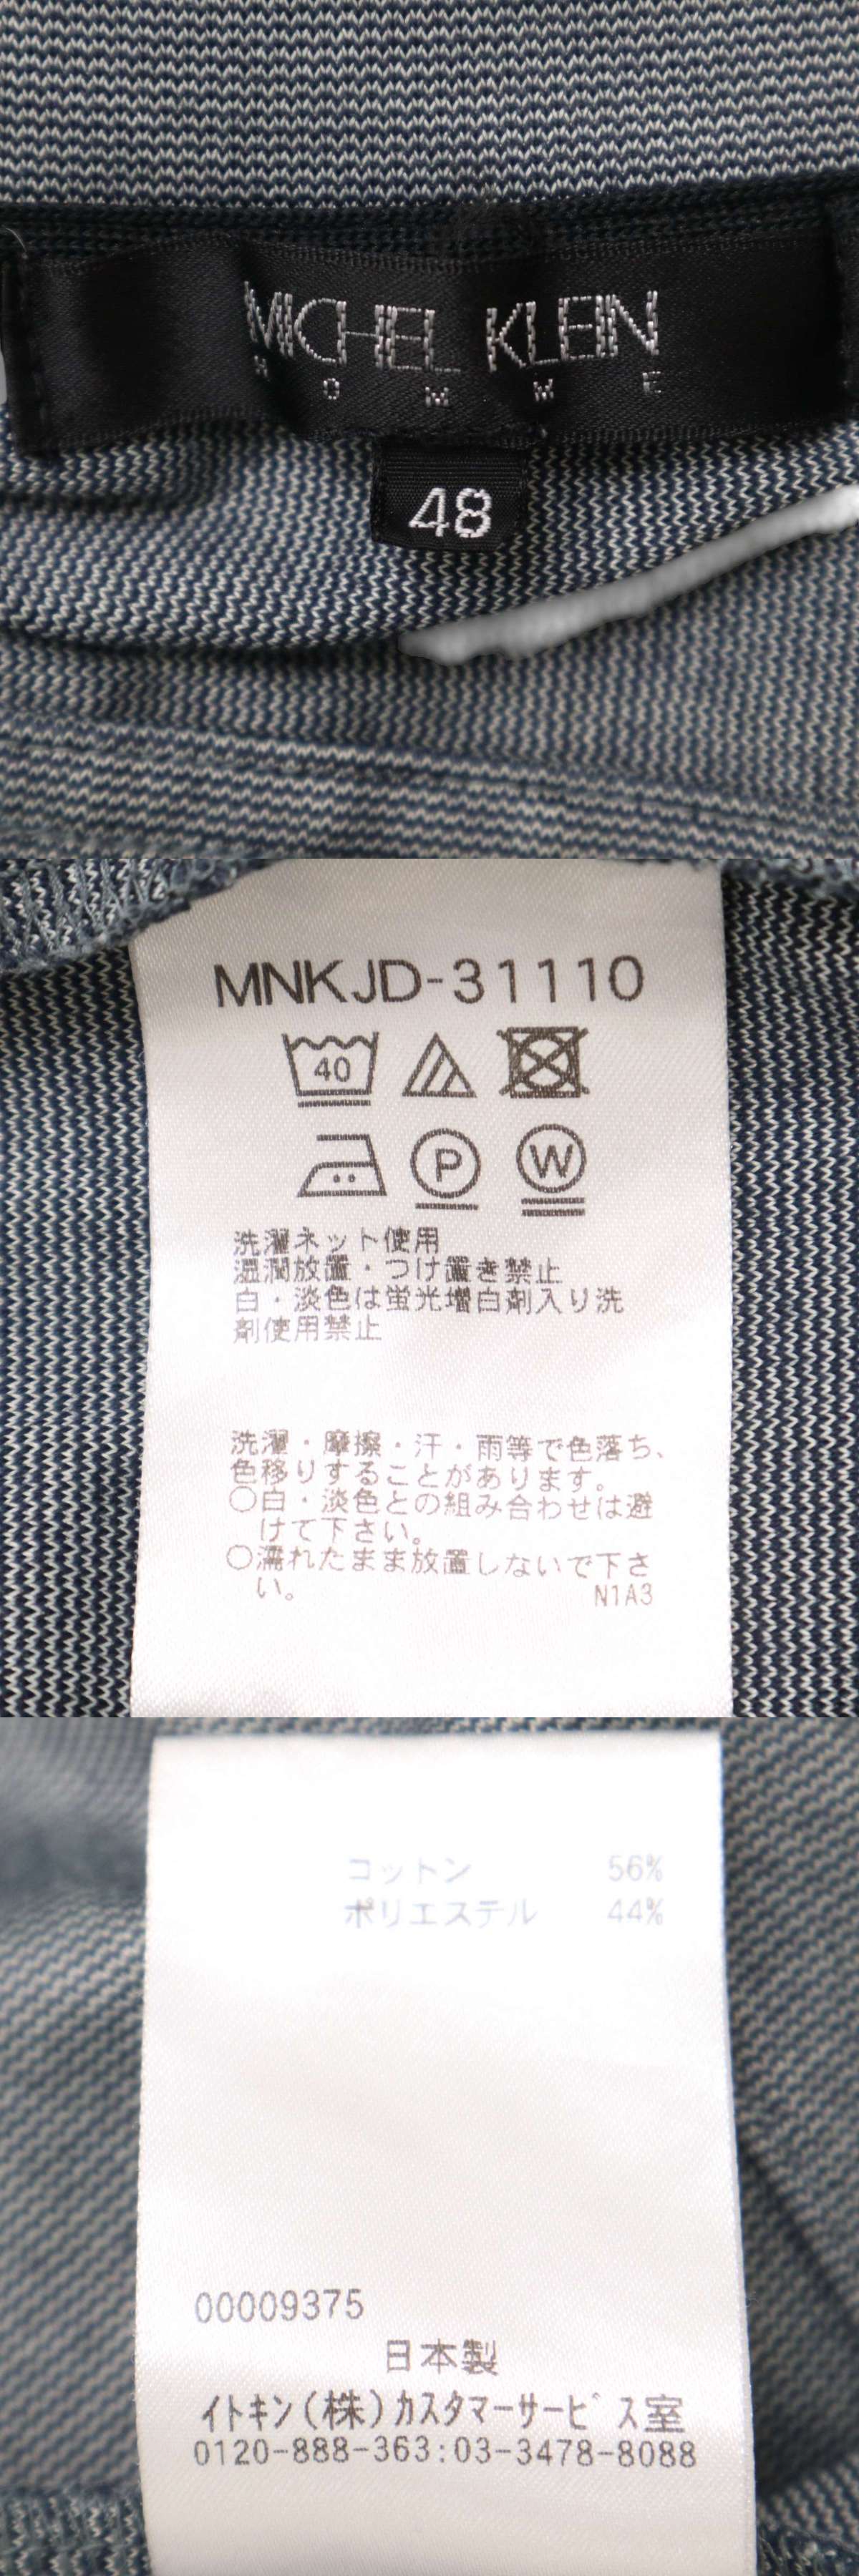 MICHEL KLEIN
HOMME
48
MNKJD-31110
40
P W
洗濯ネット使用
湿潤放置・つけ置き禁止
白・淡色は蛍光増白剤入り洗
剤使用禁止
洗濯・摩擦・汗・雨等で色落ち、
色移りすることがあります。
○白・淡色との組み合わせは避
けて下さい。
○濡れたまま放置しないで下さ
い。 N1A3
コットン 56%
ポリエステル 44%
00009375
日本製
イトキン(株)カスタマーサービス室
0120-888-363:03-3478-8088